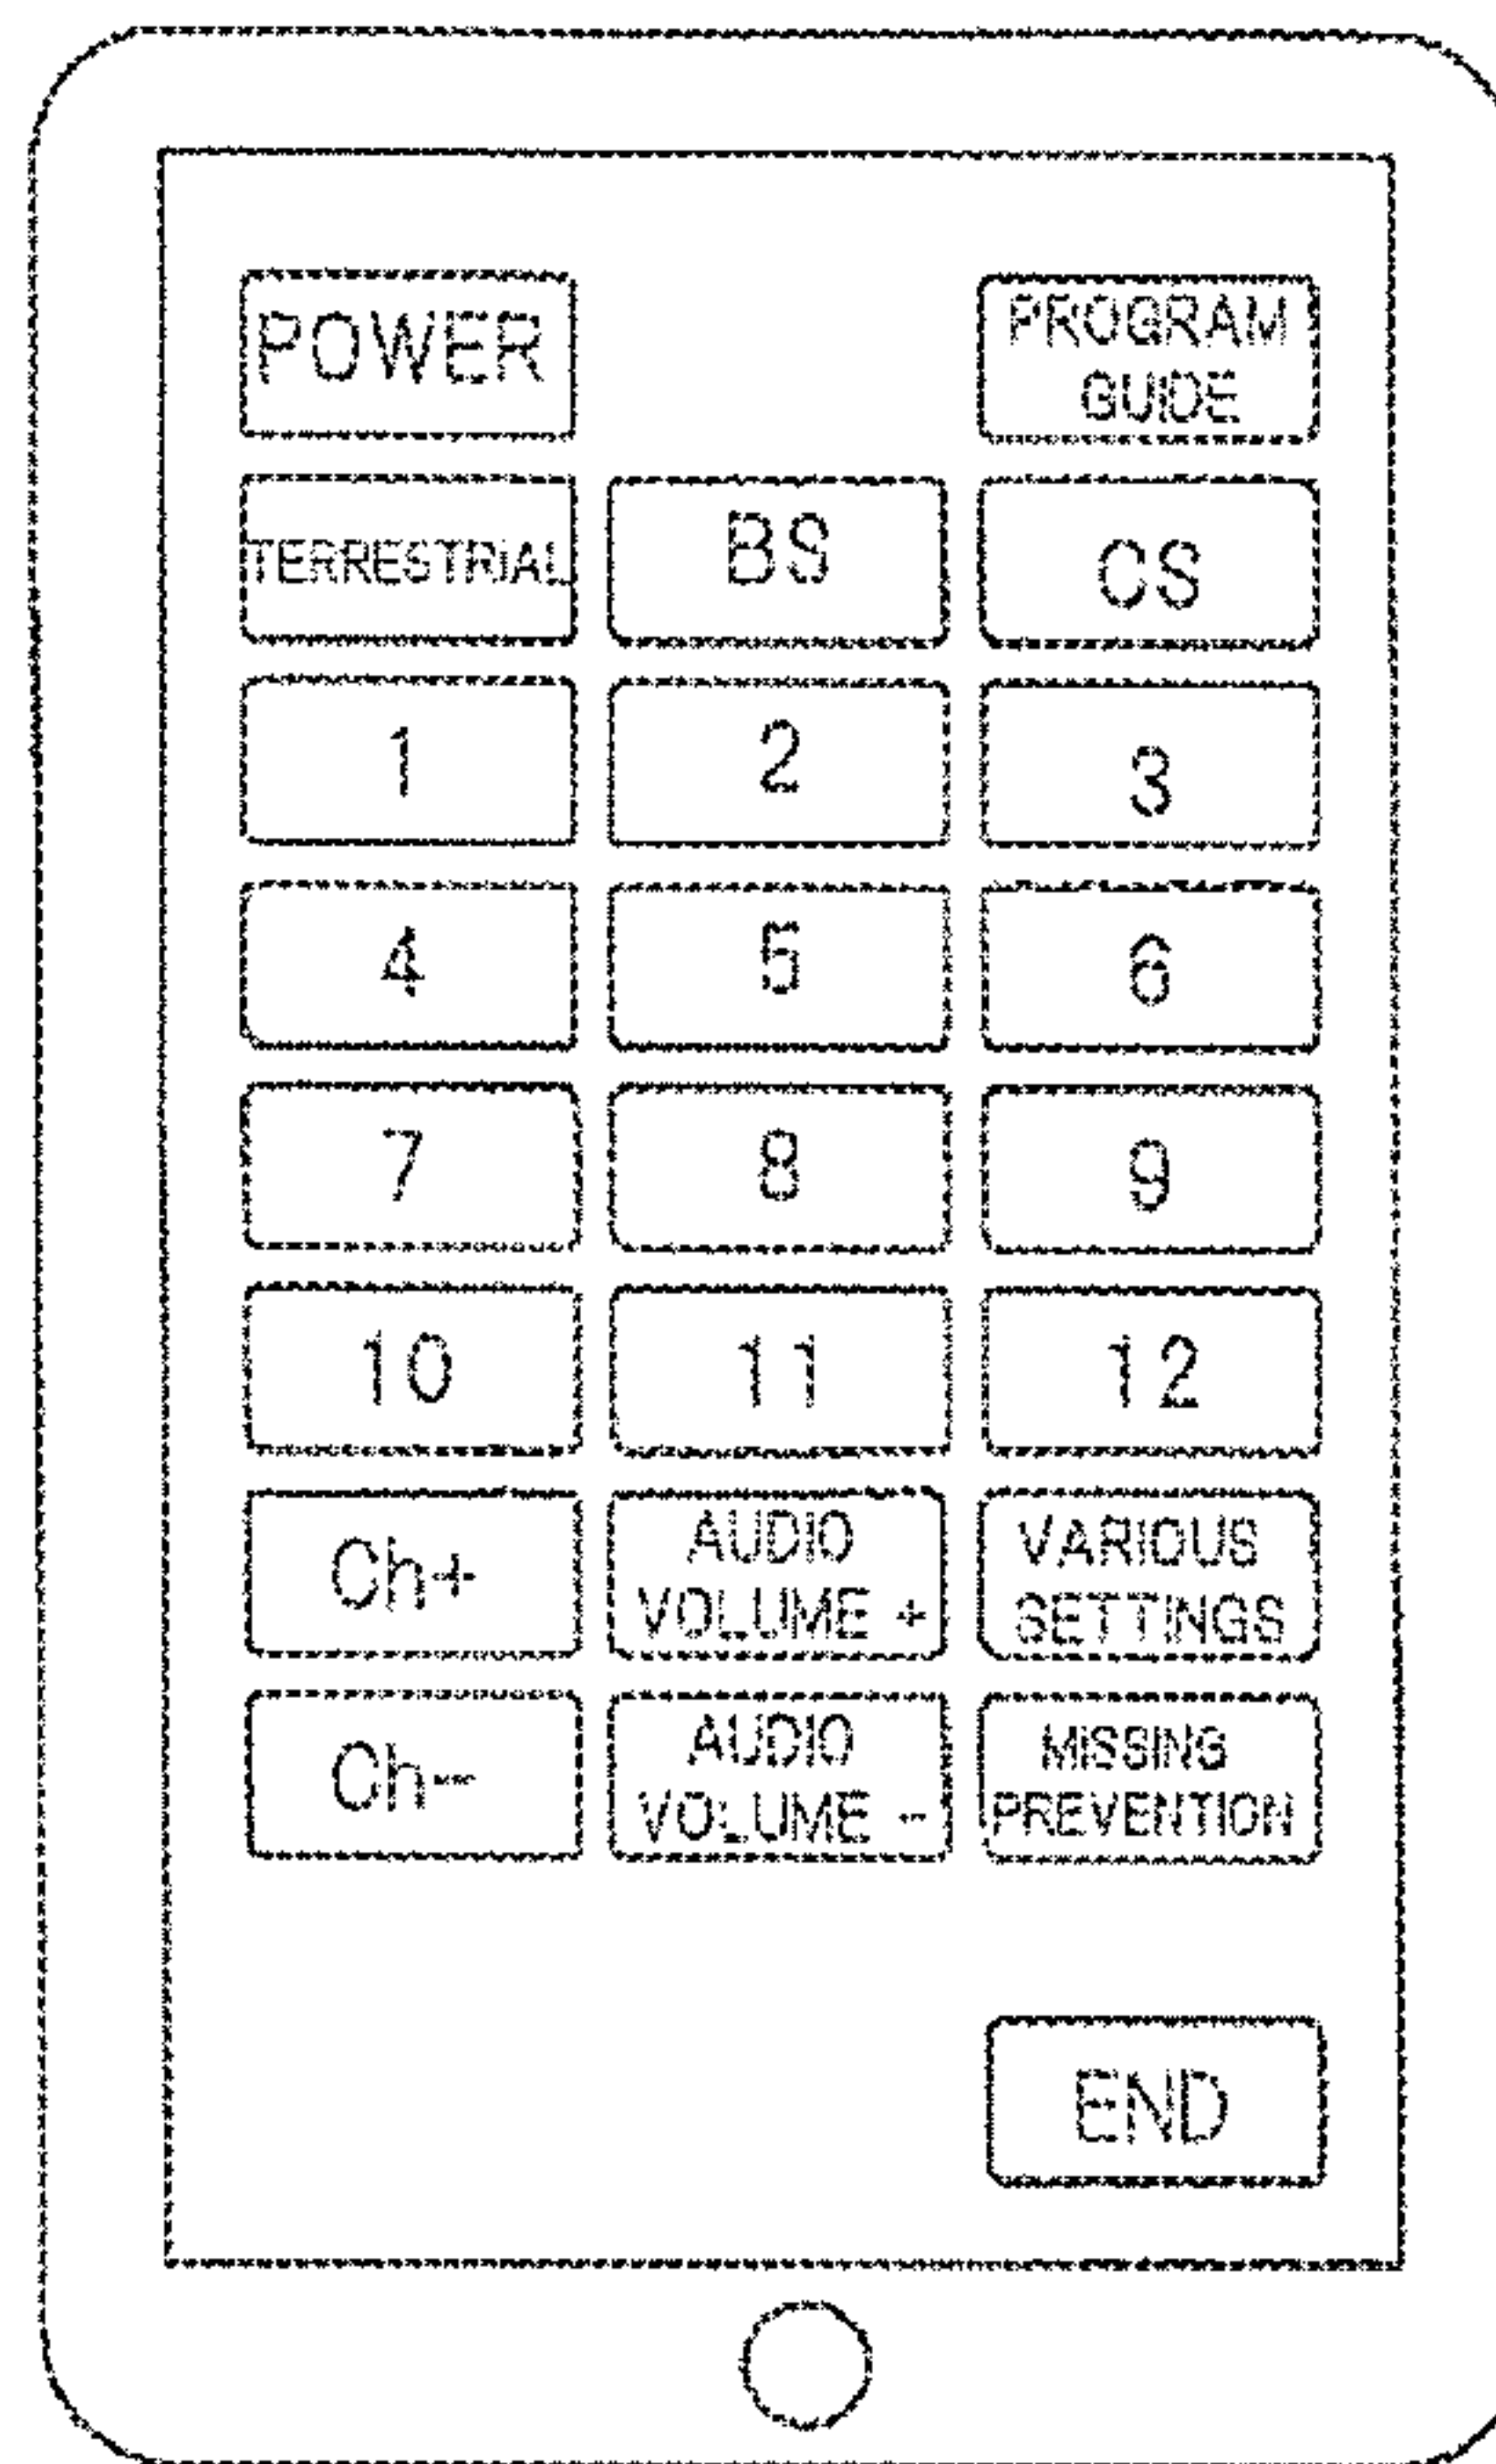 POWER
PROGRAM
GUIDE
TERRESTRIAL
BS
CS
1
2
3
4
5
6
7
8
9
10
11
12
Ch+
AUDIO
VOLUME +
VARIOUS
SETTINGS
Ch-
AUDIO
VOLUME -
MISSING
PREVENTION
END